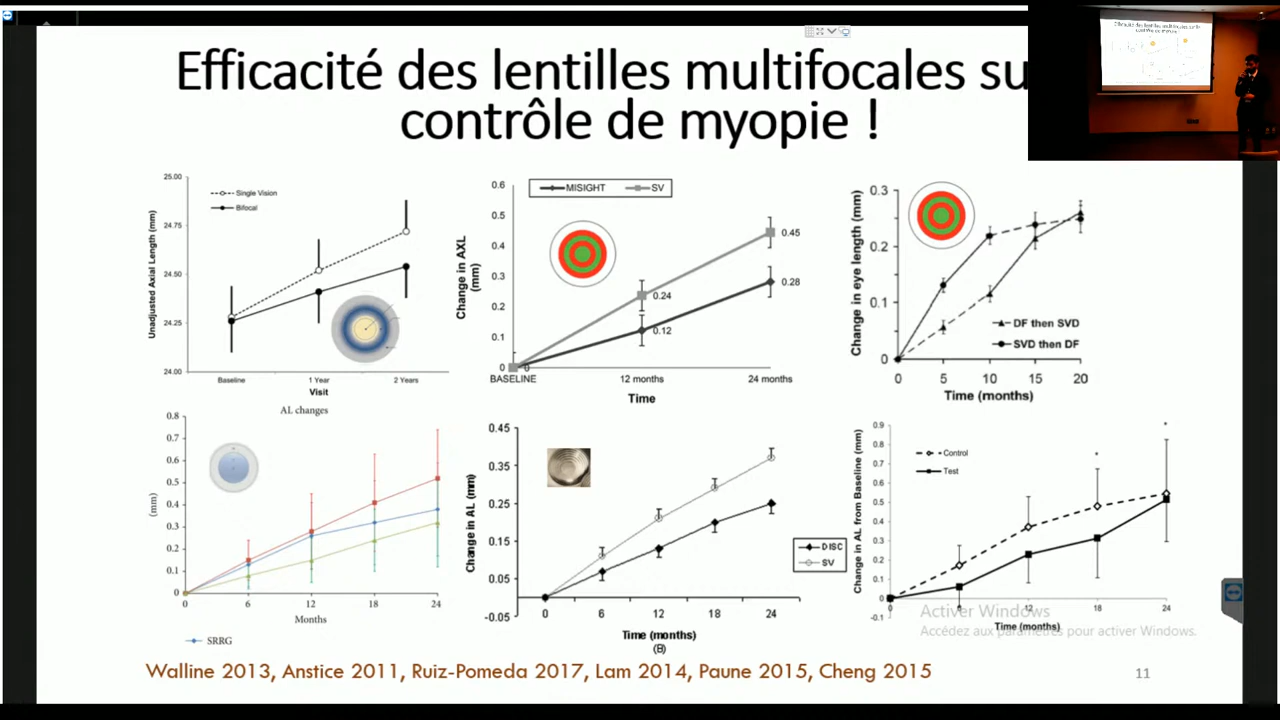 Efficacité des lentilles multifocales su
contrôle de myopie !
25.00
24.75
24.50
24.25
24.00
Unadjusted Axial Length (mm)
Single Vision
Bifocal
Baseline
1 Year
2 Years
Visit
0.6
0.5
0.4
0.3
0.2
0.1
0
Change in AXL
(mm)
MISIGHT
SV
0.45
0.28
0.24
0.12
0
BASELINE
12 months
24 months
Time
0.3
0.2
0.1
0
Change in eye length (mm)
DF then SVD
SVD then DF
0
5
10
15
20
Time (months)
AL changes
0.8
0.7
0.6
0.5
0.4
0.3
0.2
0.1
0
(mm)
0
6
12
18
24
Months
SRRG
0.45
0.35
0.25
0.15
0.05
-0.05
Change in AL (mm)
DISC
SV
0
6
12
18
24
Time (months)
(B)
0.9
0.8
0.7
0.6
0.5
0.4
0.3
0.2
0.1
0
-0.1
Change in AL from Baseline (mm)
Control
Test
*
*
0
6
12
18
24
Time (months)
Activer Windows
Accédez aux paramètres pour activer Windows.
Walline 2013, Anstice 2011, Ruiz-Pomeda 2017, Lam 2014, Paune 2015, Cheng 2015
11